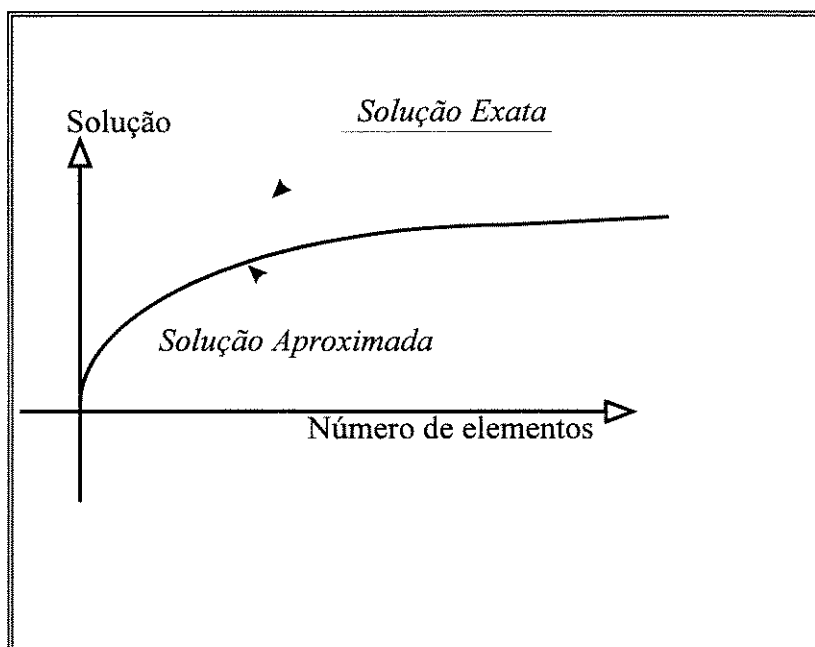 Solução Exata
Solução
Solução Aproximada
Número de elementos